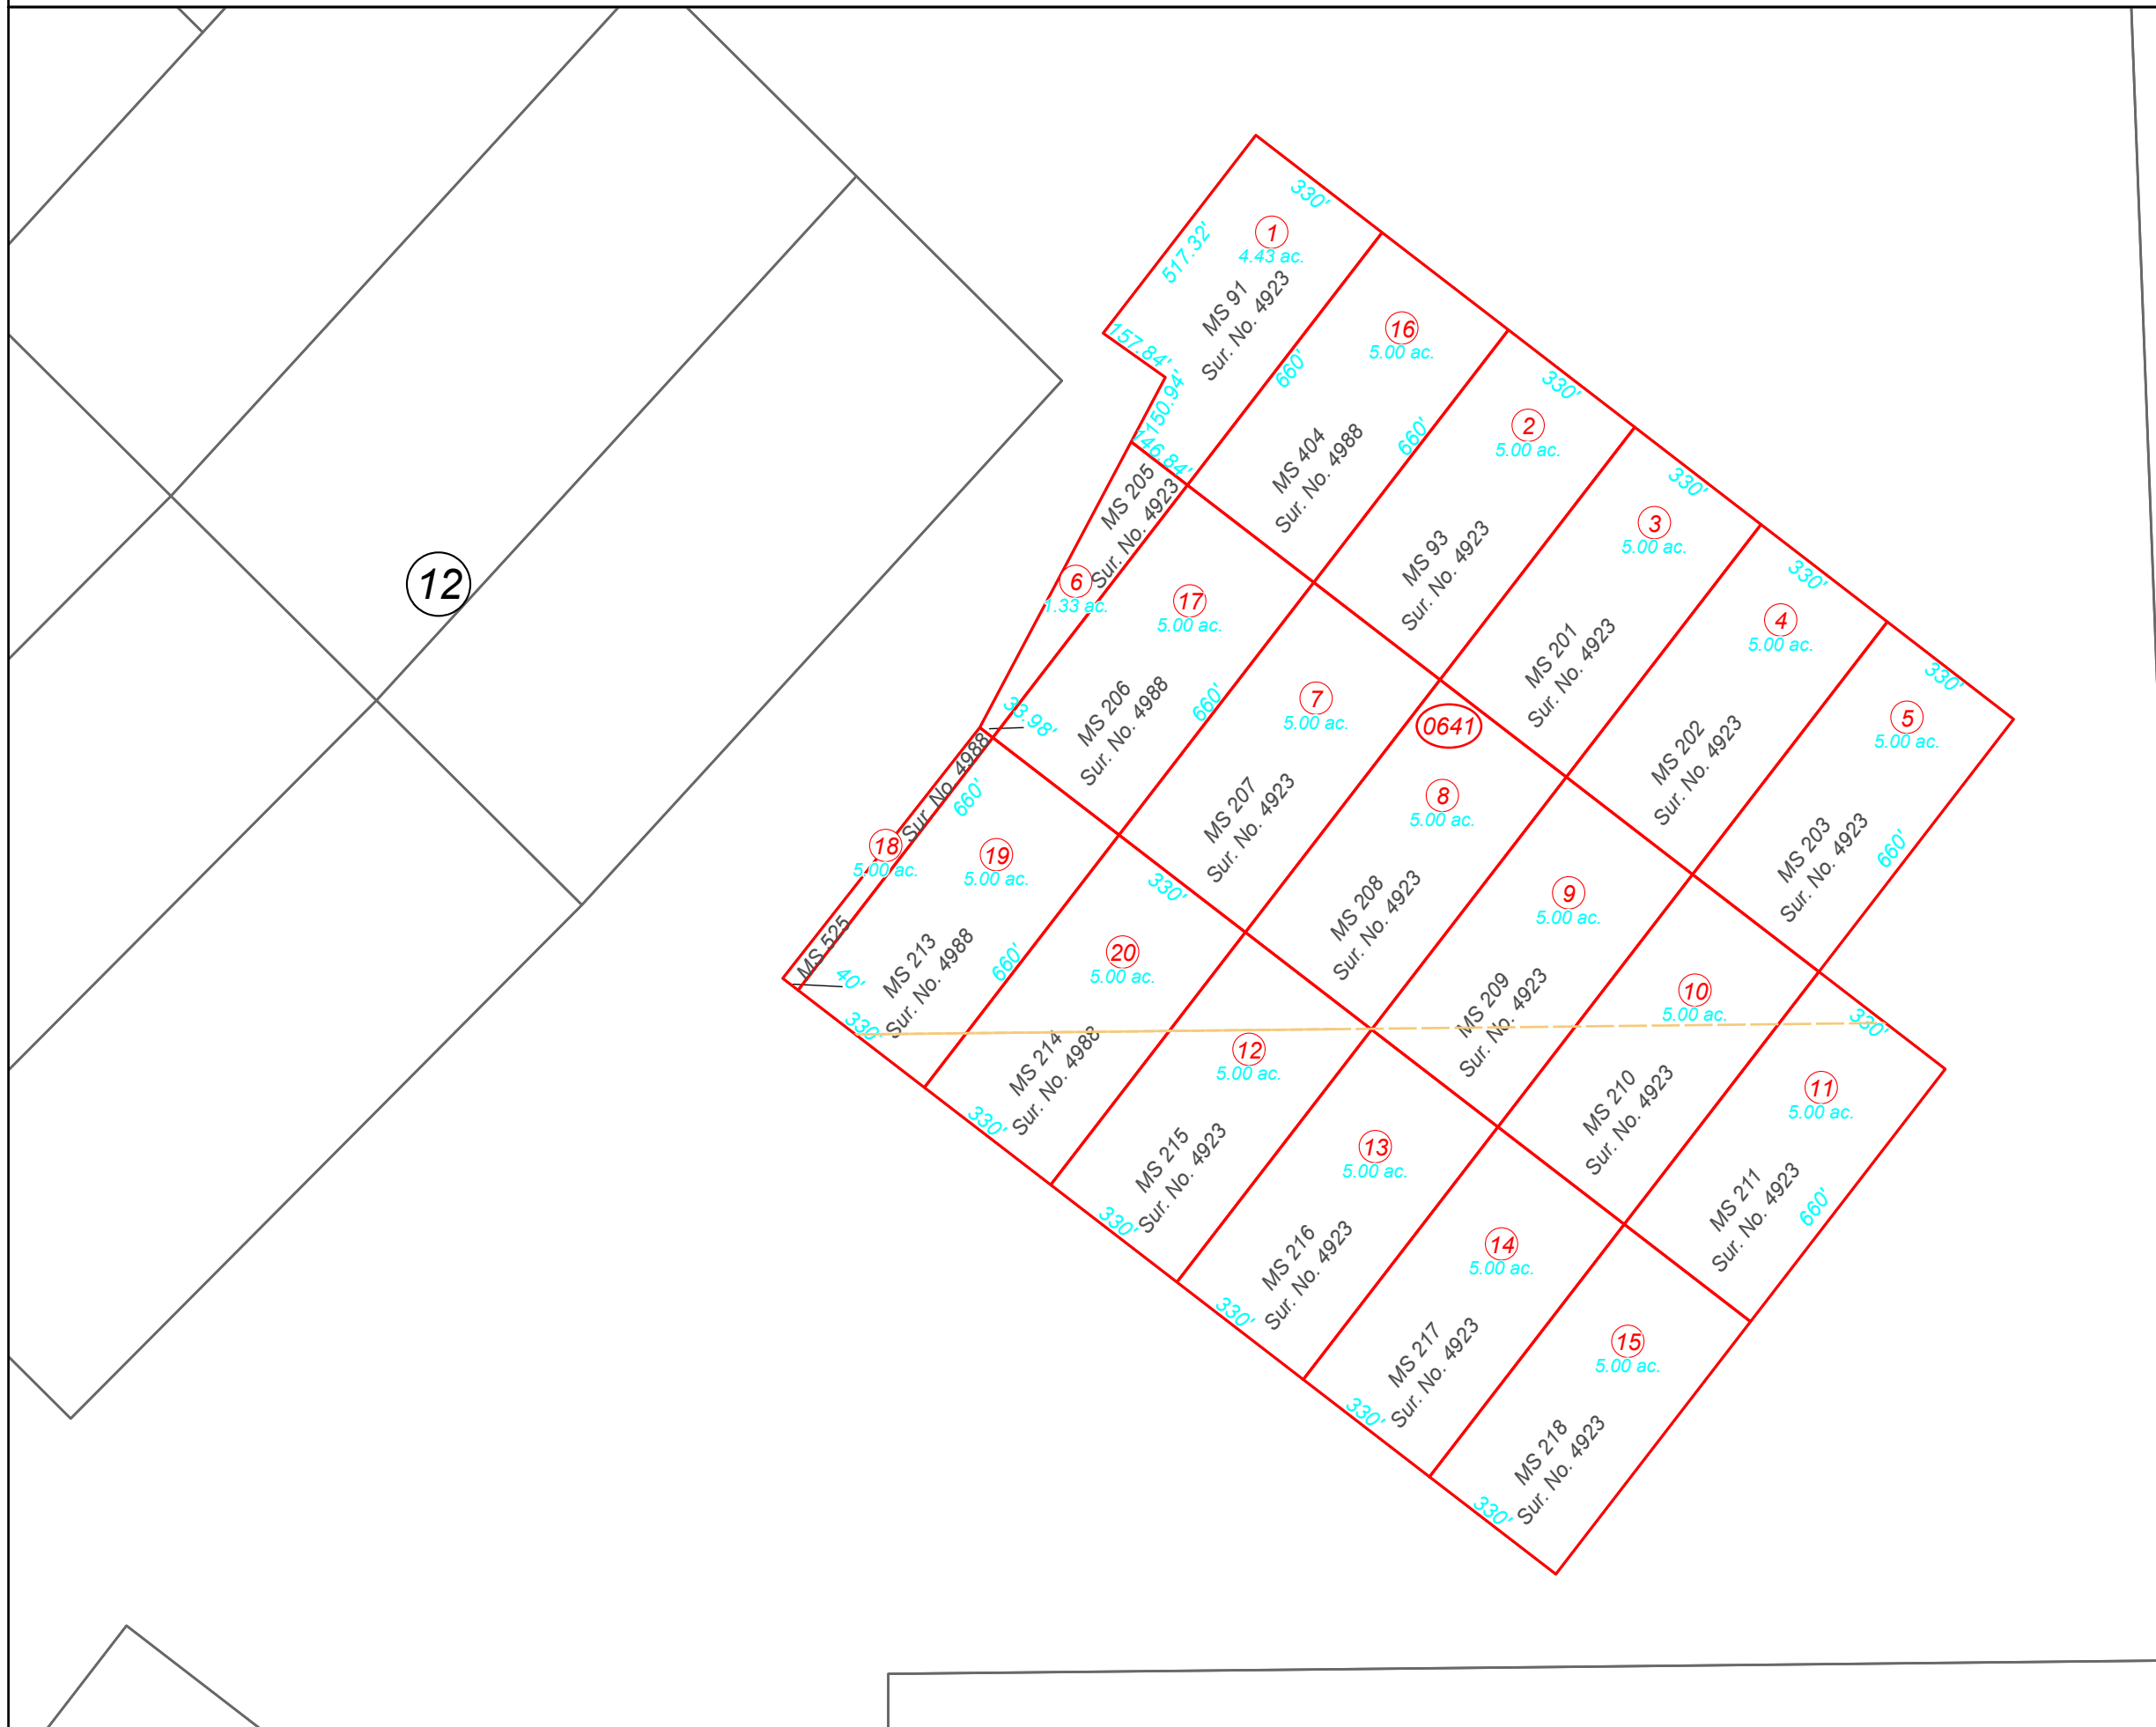 330'
1
4.43 ac.
517.32'
MS 91
Sur. No. 4923
157.84'
150.94'
146.84'
660'
16
5.00 ac.
MS 404
Sur. No. 4988
660'
330'
2
5.00 ac.
MS 93
Sur. No. 4923
330'
3
5.00 ac.
MS 201
Sur. No. 4923
330'
4
5.00 ac.
MS 202
Sur. No. 4923
330'
5
5.00 ac.
MS 203
Sur. No. 4923
660'
12
MS 205
Sur. No. 4923
6
1.33 ac.
33.98'
17
5.00 ac.
MS 206
Sur. No. 4988
660'
7
5.00 ac.
MS 207
Sur. No. 4923
0641
8
5.00 ac.
MS 208
Sur. No. 4923
9
5.00 ac.
MS 209
Sur. No. 4923
10
5.00 ac.
MS 210
Sur. No. 4923
330'
11
5.00 ac.
MS 211
Sur. No. 4923
660'
18
5.00 ac.
MS 525
Sur. No. 4988
40'
660'
19
5.00 ac.
MS 213
Sur. No. 4988
330'
660'
330'
20
5.00 ac.
MS 214
Sur. No. 4988
330'
12
5.00 ac.
MS 215
Sur. No. 4923
330'
13
5.00 ac.
MS 216
Sur. No. 4923
330'
14
5.00 ac.
MS 217
Sur. No. 4923
330'
15
5.00 ac.
MS 218
Sur. No. 4923
330'